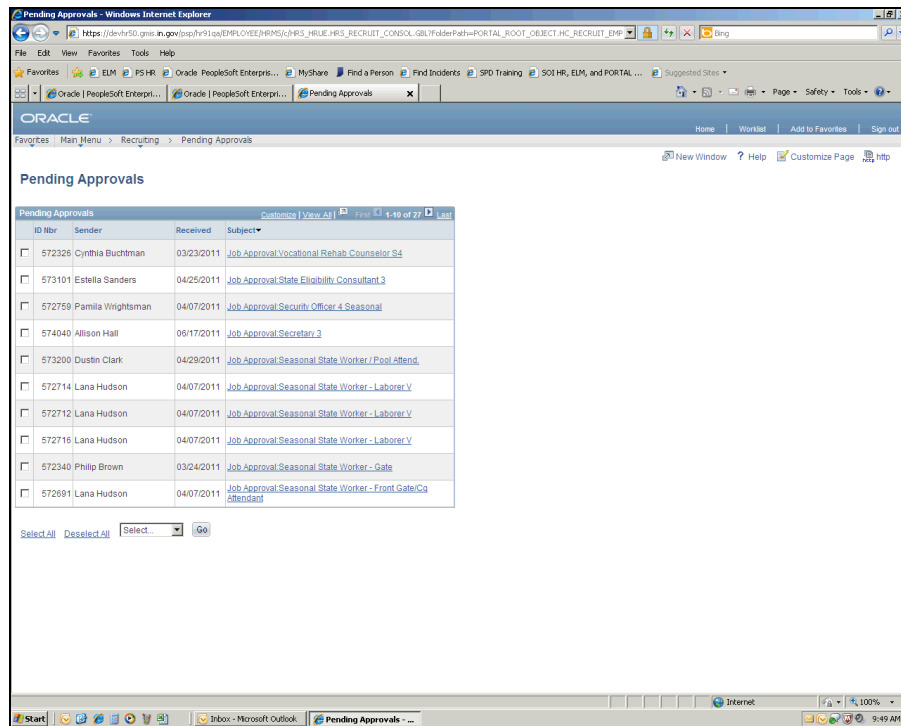 Pending Approvals - Windows Internet Explorer
https://devhr50.gmis.in.gov/psp/hr91qa/EMPLOYEE/HRMS/c/HRS_HRUE.HRS_RECRUIT_CONSOL.GBL?FolderPath=PORTAL_ROOT_OBJECT.HC_RECRUIT_EMP Bing
File Edit View Favorites Tools Help
Favorites ELM PS HR Oracle PeopleSoft Enterpris... MyShare Find a Person Find Incidents SPD Training SOI HR, ELM, and PORTAL ... Suggested Sites
Oracle | PeopleSoft Enterpri... Oracle | PeopleSoft Enterpri... Pending Approvals x Page Safety Tools
ORACLE
Home | Worklist | Add to Favorites | Sign out
Favorites Main Menu > Recruiting > Pending Approvals
New Window ? Help Customize Page http
Pending Approvals
Pending Approvals Customize | View All | First 1-10 of 27 Last
ID Nbr Sender Received Subject
572326 Cynthia Buchtman 03/23/2011 Job Approval:Vocational Rehab Counselor S4
573101 Estella Sanders 04/25/2011 Job Approval:State Eligibility Consultant 3
572759 Pamila Wrightsman 04/07/2011 Job Approval:Security Officer 4 Seasonal
574040 Allison Hall 06/17/2011 Job Approval:Secretary 3
573200 Dustin Clark 04/29/2011 Job Approval:Seasonal State Worker / Pool Attend.
572714 Lana Hudson 04/07/2011 Job Approval:Seasonal State Worker - Laborer V
572712 Lana Hudson 04/07/2011 Job Approval:Seasonal State Worker - Laborer V
572716 Lana Hudson 04/07/2011 Job Approval:Seasonal State Worker - Laborer V
572340 Philip Brown 03/24/2011 Job Approval:Seasonal State Worker - Gate
572691 Lana Hudson 04/07/2011 Job Approval:Seasonal State Worker - Front Gate/Cg
Attendant
Select All Deselect All Select... Go
Internet 100%
Start Inbox - Microsoft Outlook Pending Approvals - ... 9:49 AM